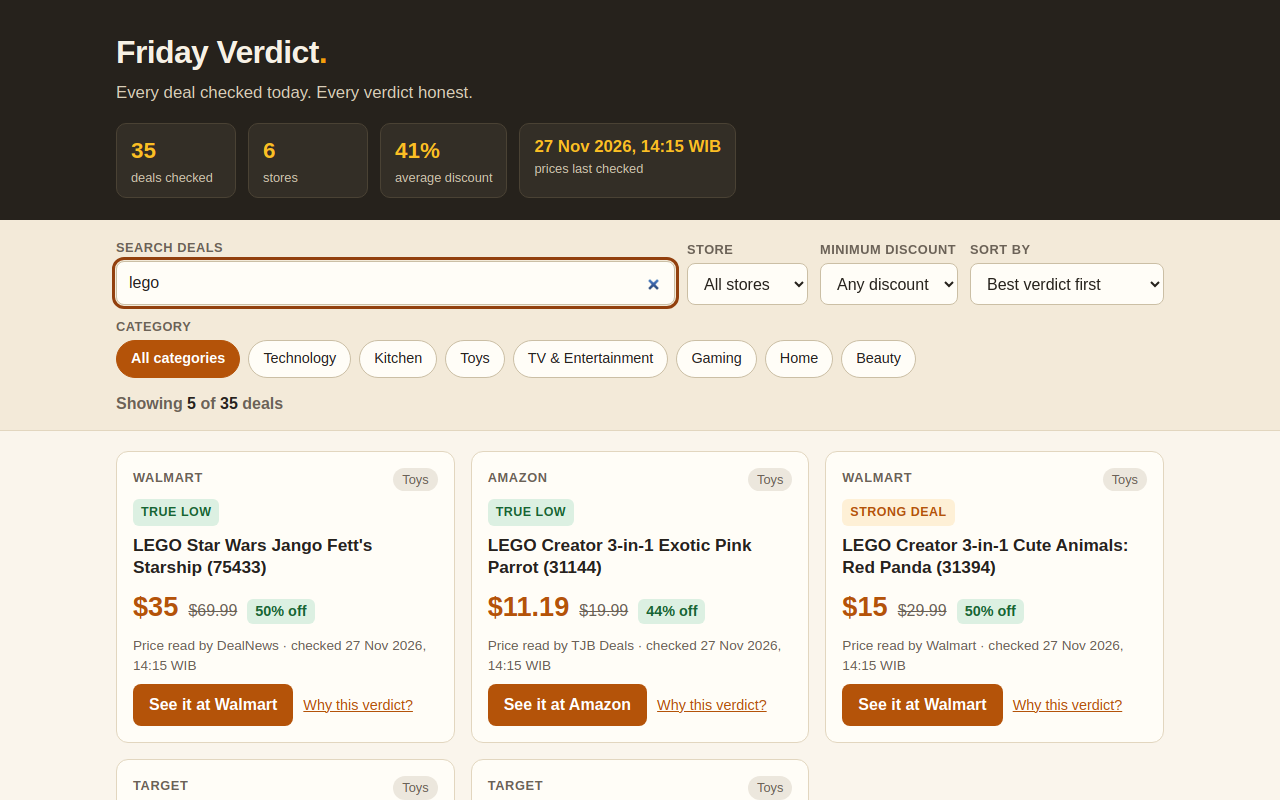 Friday Verdict.
Every deal checked today. Every verdict honest.
35
deals checked
6
stores
41%
average discount
27 Nov 2026, 14:15 WIB
prices last checked
SEARCH DEALS
lego
STORE
All stores
MINIMUM DISCOUNT
Any discount
SORT BY
Best verdict first
CATEGORY
All categories
Technology
Kitchen
Toys
TV & Entertainment
Gaming
Home
Beauty
Showing 5 of 35 deals
WALMART
Toys
TRUE LOW
LEGO Star Wars Jango Fett's
Starship (75433)
$35 $69.99 50% off
Price read by DealNews · checked 27 Nov 2026,
14:15 WIB
See it at Walmart
Why this verdict?
AMAZON
Toys
TRUE LOW
LEGO Creator 3-in-1 Exotic Pink
Parrot (31144)
$11.19 $19.99 44% off
Price read by TJB Deals · checked 27 Nov 2026,
14:15 WIB
See it at Amazon
Why this verdict?
WALMART
Toys
STRONG DEAL
LEGO Creator 3-in-1 Cute Animals:
Red Panda (31394)
$15 $29.99 50% off
Price read by Walmart · checked 27 Nov 2026,
14:15 WIB
See it at Walmart
Why this verdict?
TARGET
Toys
TARGET
Toys